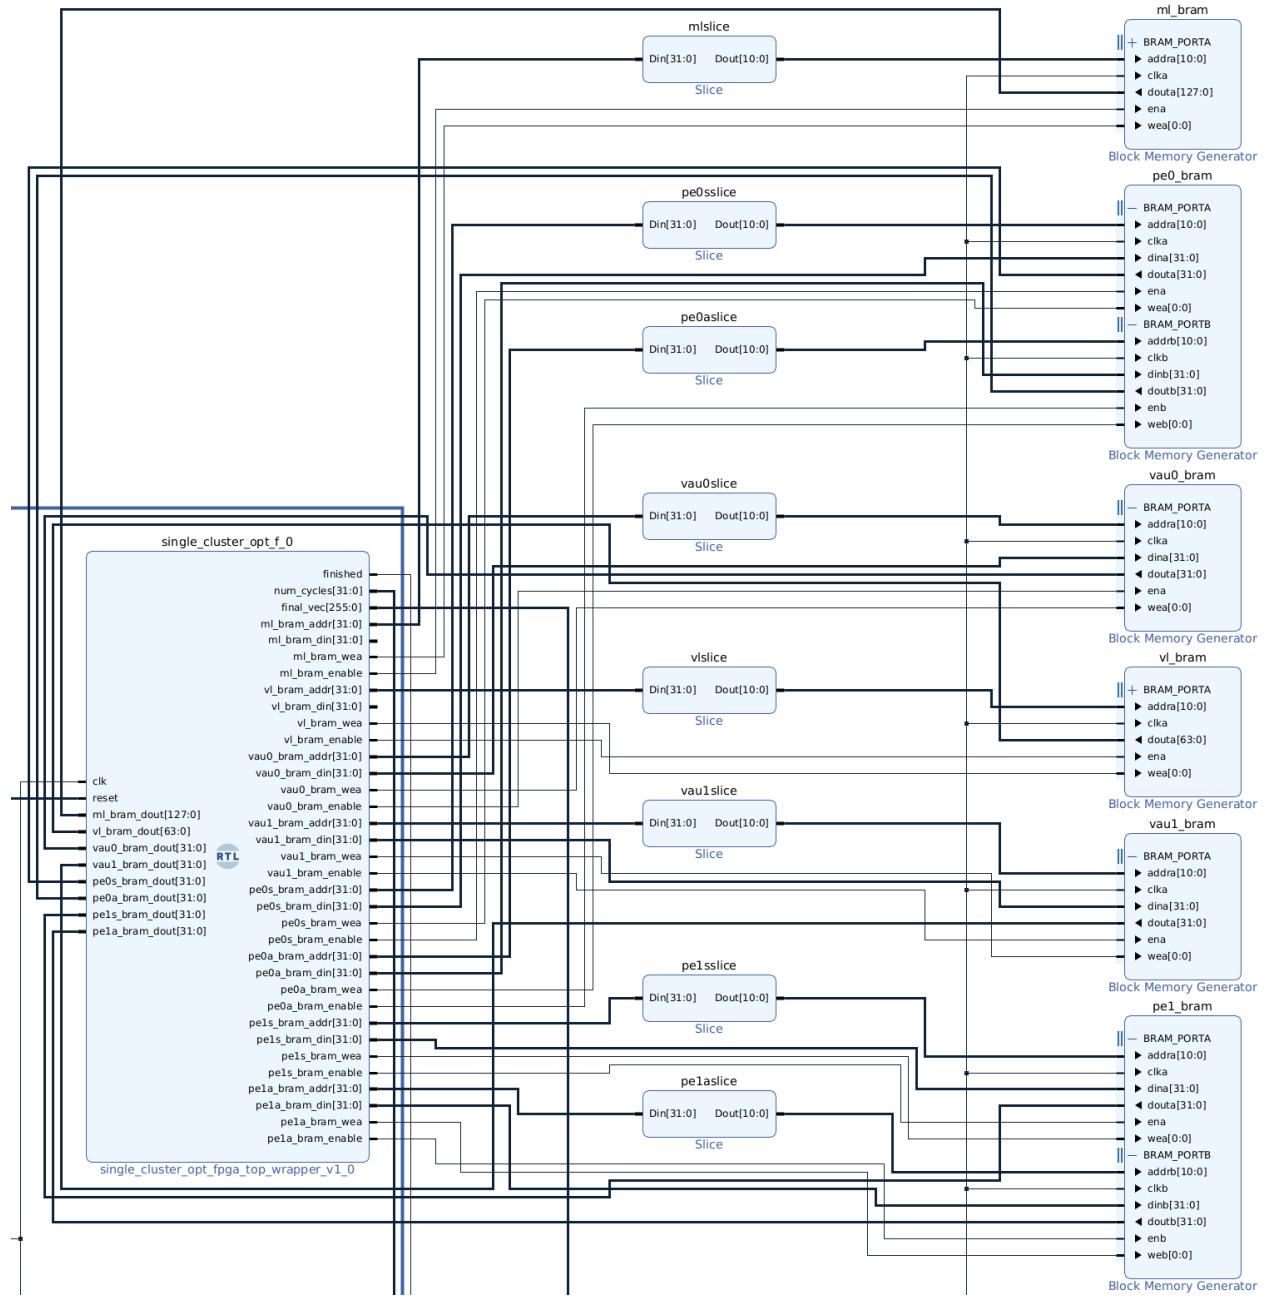 ml_bram
BRAM_PORTA
addra[10:0]
clka
douta[127:0]
ena
wea[0:0]
Block Memory Generator
mlslice
Din[31:0] Dout[10:0]
Slice
pe0_bram
BRAM_PORTA
addra[10:0]
clka
dina[31:0]
douta[31:0]
ena
wea[0:0]
BRAM_PORTB
addrb[10:0]
clkb
dinb[31:0]
doutb[31:0]
enb
web[0:0]
Block Memory Generator
pe0sslice
Din[31:0] Dout[10:0]
Slice
pe0aslice
Din[31:0] Dout[10:0]
Slice
vau0_bram
BRAM_PORTA
addra[10:0]
clka
dina[31:0]
douta[31:0]
ena
wea[0:0]
Block Memory Generator
vau0slice
Din[31:0] Dout[10:0]
Slice
vl_bram
BRAM_PORTA
addra[10:0]
clka
douta[63:0]
ena
wea[0:0]
Block Memory Generator
vlslice
Din[31:0] Dout[10:0]
Slice
vau1_bram
BRAM_PORTA
addra[10:0]
clka
dina[31:0]
douta[31:0]
ena
wea[0:0]
Block Memory Generator
vau1slice
Din[31:0] Dout[10:0]
Slice
pe1_bram
BRAM_PORTA
addra[10:0]
clka
dina[31:0]
douta[31:0]
ena
wea[0:0]
BRAM_PORTB
addrb[10:0]
clkb
dinb[31:0]
doutb[31:0]
enb
web[0:0]
Block Memory Generator
pe1sslice
Din[31:0] Dout[10:0]
Slice
pe1aslice
Din[31:0] Dout[10:0]
Slice
single_cluster_opt_f_0
clk
reset
ml_bram_dout[127:0]
vl_bram_dout[63:0]
vau0_bram_dout[31:0]
vau1_bram_dout[31:0]
pe0s_bram_dout[31:0]
pe0a_bram_dout[31:0]
pe1s_bram_dout[31:0]
pe1a_bram_dout[31:0]
RTL
finished
num_cycles[31:0]
final_vec[255:0]
ml_bram_addr[31:0]
ml_bram_din[31:0]
ml_bram_wea
ml_bram_enable
vl_bram_addr[31:0]
vl_bram_din[31:0]
vl_bram_wea
vl_bram_enable
vau0_bram_addr[31:0]
vau0_bram_din[31:0]
vau0_bram_wea
vau0_bram_enable
vau1_bram_addr[31:0]
vau1_bram_din[31:0]
vau1_bram_wea
vau1_bram_enable
pe0s_bram_addr[31:0]
pe0s_bram_din[31:0]
pe0s_bram_wea
pe0s_bram_enable
pe0a_bram_addr[31:0]
pe0a_bram_din[31:0]
pe0a_bram_wea
pe0a_bram_enable
pe1s_bram_addr[31:0]
pe1s_bram_din[31:0]
pe1s_bram_wea
pe1s_bram_enable
pe1a_bram_addr[31:0]
pe1a_bram_din[31:0]
pe1a_bram_wea
pe1a_bram_enable
single_cluster_opt_fpga_top_wrapper_v1_0